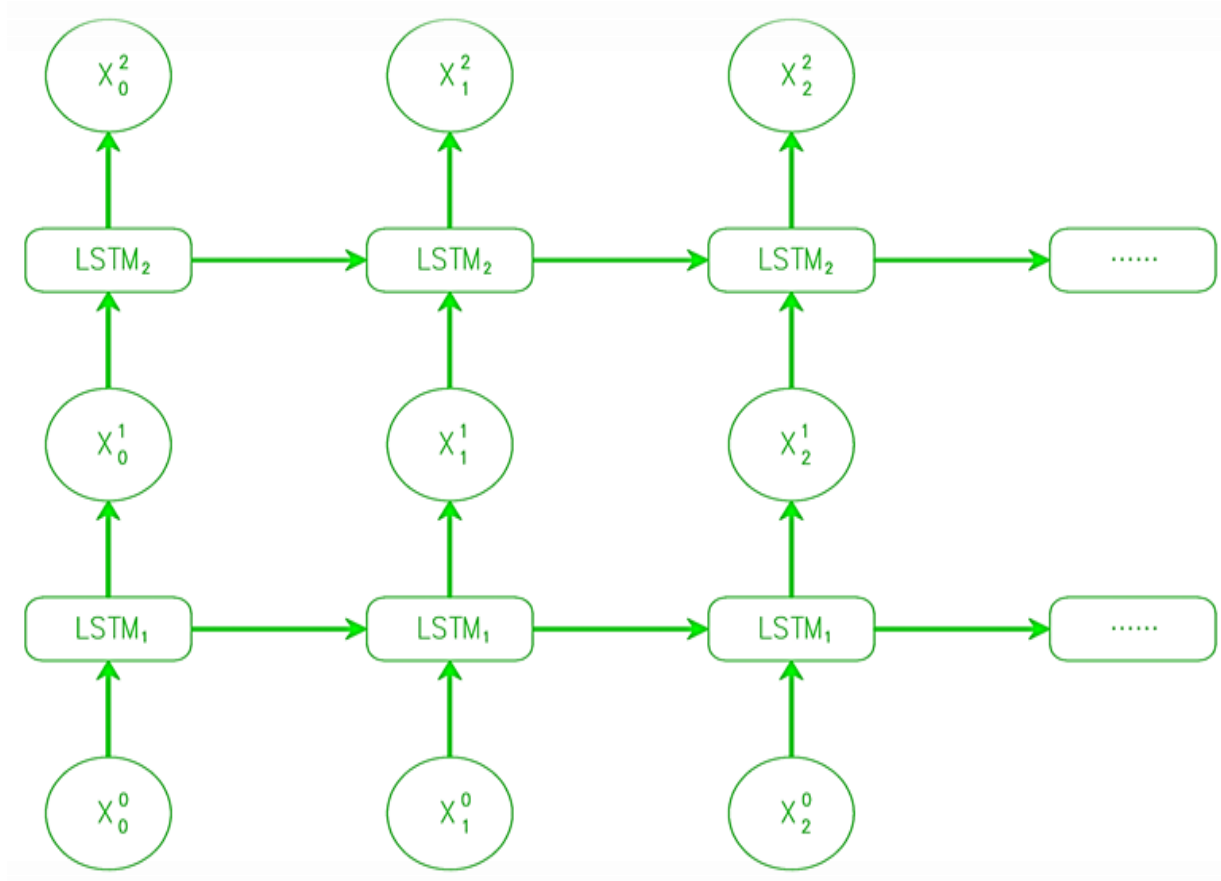 X₀² X₁² X₂²
LSTM₂ LSTM₂ LSTM₂ ······
X₀¹ X₁¹ X₂¹
LSTM₁ LSTM₁ LSTM₁ ······
X₀⁰ X₁⁰ X₂⁰